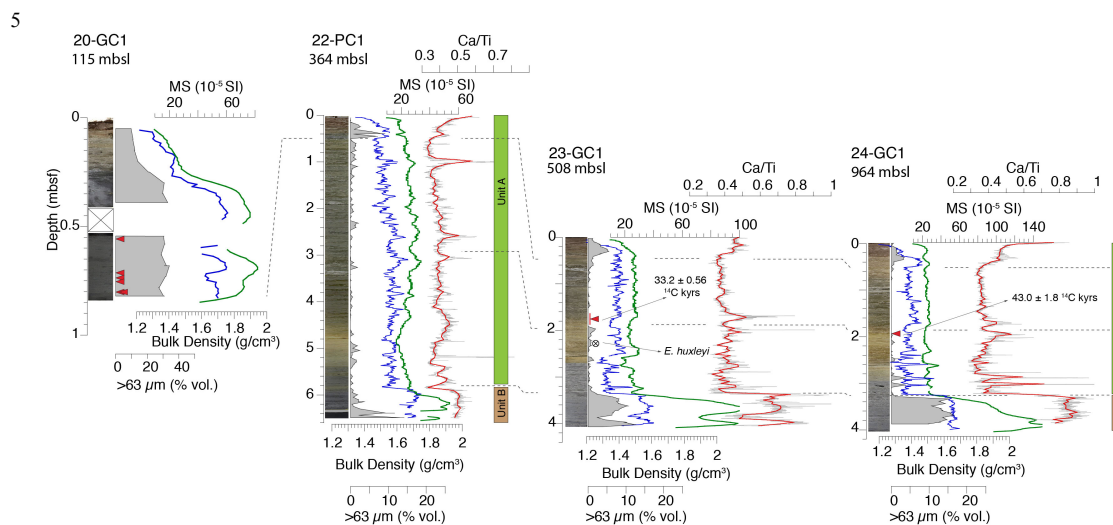 5
20-GC1
115 mbsl
MS (10-5 SI)
20 60
0
0.5
1
Depth (mbsf)
1.4 1.6 1.8 2
Bulk Density (g/cm³)
0 20 40
>63 µm (% vol.)
22-PC1
364 mbsl
Ca/Ti
0.3 0.5 0.7
MS (10-5 SI)
20 60
0
1
2
3
4
5
6
Unit A
Unit B
1.2 1.4 1.6 1.8 2
Bulk Density (g/cm³)
0 10 20
>63 µm (% vol.)
23-GC1
508 mbsl
Ca/Ti
0.2 0.4 0.6 0.8 1
MS (10-5 SI)
20 60 100
0
2
4
33.2 ± 0.56
14C kyrs
E. huxleyi
1.2 1.4 1.6 1.8 2
Bulk Density (g/cm³)
0 10 20
>63 µm (% vol.)
24-GC1
964 mbsl
Ca/Ti
0.2 0.4 0.6 0.8 1
MS (10-5 SI)
20 60 100 140
0
2
4
43.0 ± 1.8 14C kyrs
1.2 1.4 1.6 1.8 2
Bulk Density (g/cm³)
0 10 20
>63 µm (% vol.)